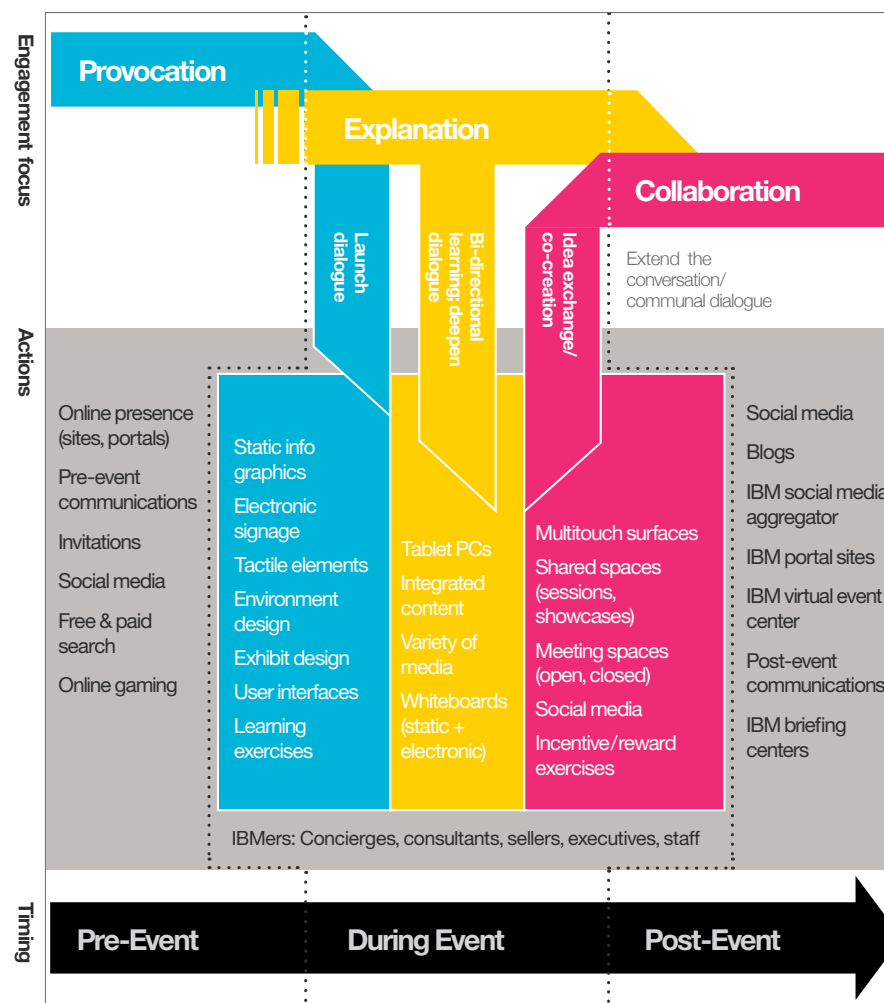 Engagement focus
Provocation
Explanation
Collaboration
Launch
dialogue
Bi-directional
learning; deepen
dialogue
Idea exchange/
co-creation
Extend the
conversation/
communal dialogue
Actions
Online presence
(sites, portals)
Pre-event
communications
Invitations
Social media
Free & paid
search
Online gaming
Static info
graphics
Electronic
signage
Tactile elements
Environment
design
Exhibit design
User interfaces
Learning
exercises
Tablet PCs
Integrated
content
Variety of
media
Whiteboards
(static +
electronic)
Multitouch surfaces
Shared spaces
(sessions,
showcases)
Meeting spaces
(open, closed)
Social media
Incentive/reward
exercises
Social media
Blogs
IBM social media
aggregator
IBM portal sites
IBM virtual event
center
Post-event
communications
IBM briefing
centers
IBMers: Concierges, consultants, sellers, executives, staff
Timing
Pre-Event
During Event
Post-Event